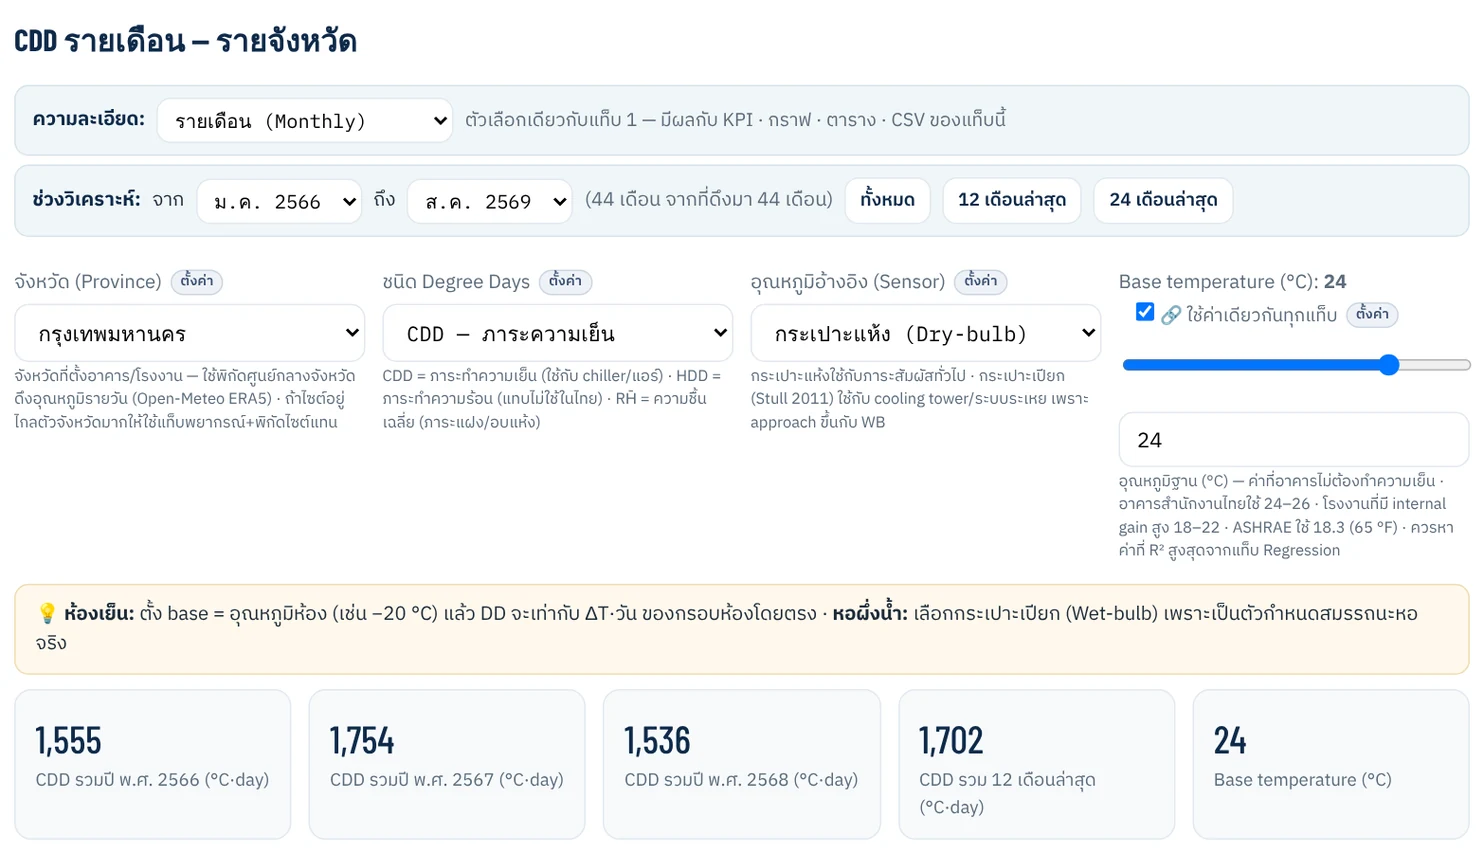 CDD รายเดือน – รายจังหวัด
ความละเอียด: รายเดือน (Monthly) ตัวเลือกเดียวกับแท็บ 1 — มีผลกับ KPI · กราฟ · ตาราง · CSV ของแท็บนี้
ช่วงวิเคราะห์: จาก ม.ค. 2566 ถึง ส.ค. 2569 (44 เดือน จากที่ดึงมา 44 เดือน) ทั้งหมด 12 เดือนล่าสุด 24 เดือนล่าสุด
จังหวัด (Province) ตั้งค่า
กรุงเทพมหานคร
จังหวัดที่ตั้งอาคาร/โรงงาน — ใช้พิกัดศูนย์กลางจังหวัด
ดึงอุณหภูมิรายวัน (Open-Meteo ERA5) · ถ้าไซต์อยู่
ไกลตัวจังหวัดมากให้ใช้แท็บพยากรณ์+พิกัดไซต์แทน
ชนิด Degree Days ตั้งค่า
CDD — ภาระความเย็น
CDD = ภาระทำความเย็น (ใช้กับ chiller/แอร์) · HDD =
ภาระทำความร้อน (แทบไม่ใช้ในไทย) · RH̄ = ความชื้น
เฉลี่ย (ภาระแฝง/อบแห้ง)
อุณหภูมิอ้างอิง (Sensor) ตั้งค่า
กระเปาะแห้ง (Dry-bulb)
กระเปาะแห้งใช้กับภาระสัมผัสทั่วไป · กระเปาะเปียก
(Stull 2011) ใช้กับ cooling tower/ระบบระเหย เพราะ
approach ขึ้นกับ WB
Base temperature (°C): 24
🔗 ใช้ค่าเดียวกันทุกแท็บ ตั้งค่า
24
อุณหภูมิฐาน (°C) — ค่าที่อาคารไม่ต้องทำความเย็น ·
อาคารสำนักงานไทยใช้ 24–26 · โรงงานที่มี internal
gain สูง 18–22 · ASHRAE ใช้ 18.3 (65 °F) · ควรหา
ค่าที่ R² สูงสุดจากแท็บ Regression
💡 ห้องเย็น: ตั้ง base = อุณหภูมิห้อง (เช่น −20 °C) แล้ว DD จะเท่ากับ ΔT·วัน ของกรอบห้องโดยตรง · หอผึ่งน้ำ: เลือกกระเปาะเปียก (Wet-bulb) เพราะเป็นตัวกำหนดสมรรถนะหอ
จริง
1,555
CDD รวมปี พ.ศ. 2566 (°C·day)
1,754
CDD รวมปี พ.ศ. 2567 (°C·day)
1,536
CDD รวมปี พ.ศ. 2568 (°C·day)
1,702
CDD รวม 12 เดือนล่าสุด
(°C·day)
24
Base temperature (°C)